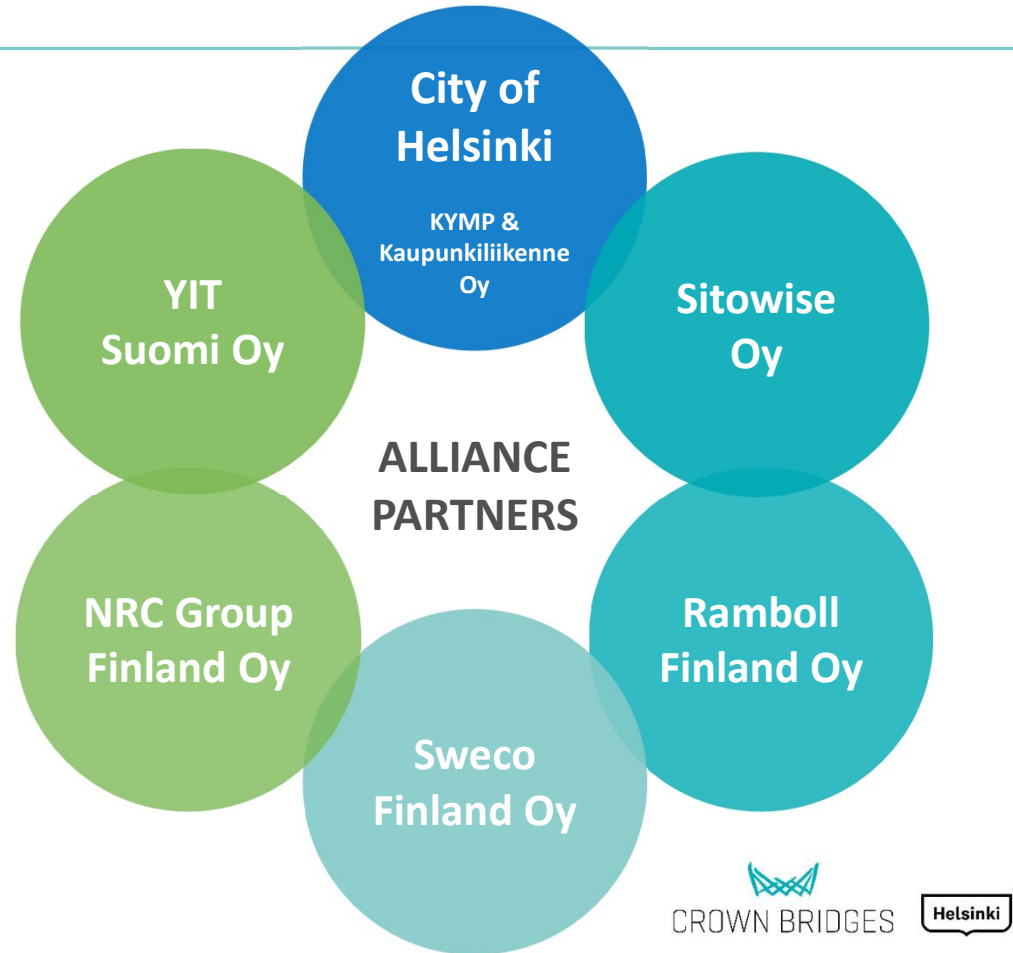 City of
Helsinki
KYMP &
Kaupunkiliikenne
Oy
YIT
Suomi Oy
Sitowise
Oy
ALLIANCE
PARTNERS
NRC Group
Finland Oy
Ramboll
Finland Oy
Sweco
Finland Oy
CROWN BRIDGES
Helsinki